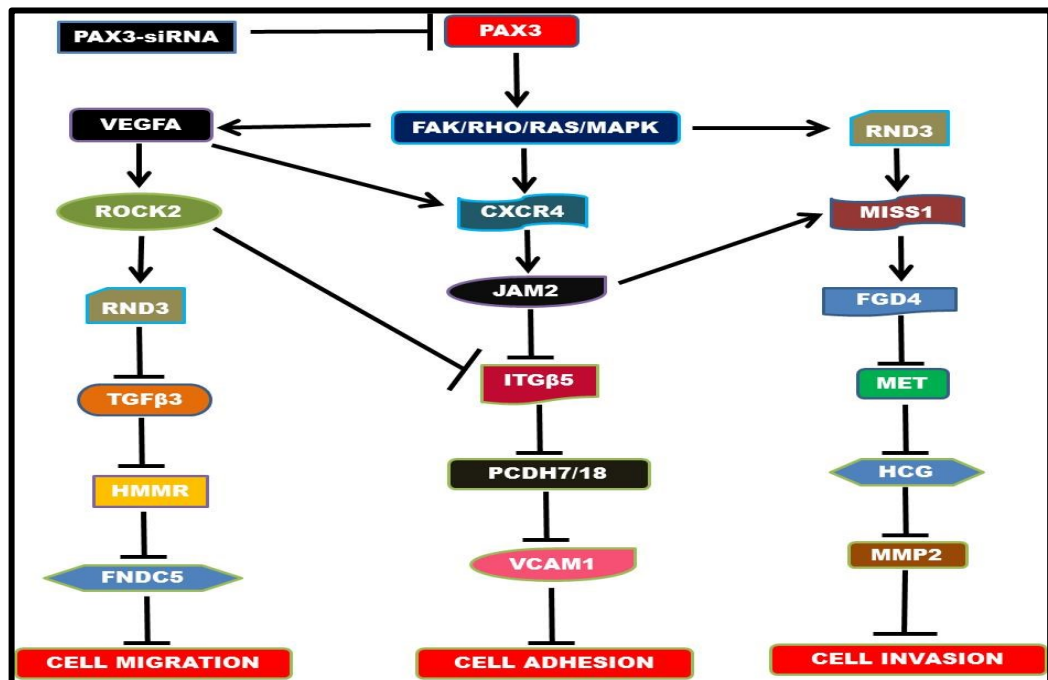 PAX3-siRNA
PAX3
VEGFA
FAK/RHO/RAS/MAPK
RND3
ROCK2
CXCR4
MISS1
RND3
JAM2
FGD4
TGFβ3
ITGβ5
MET
HMMR
PCDH7/18
HCG
FNDC5
VCAM1
MMP2
CELL MIGRATION
CELL ADHESION
CELL INVASION